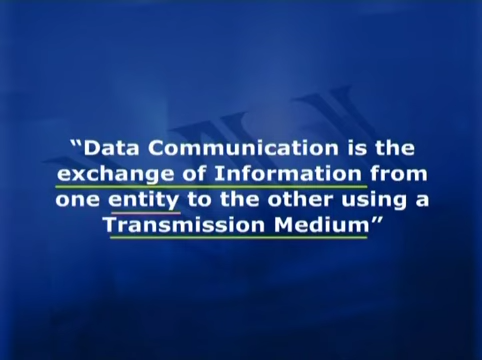 “Data Communication is the
exchange of Information from
one entity to the other using a
Transmission Medium”